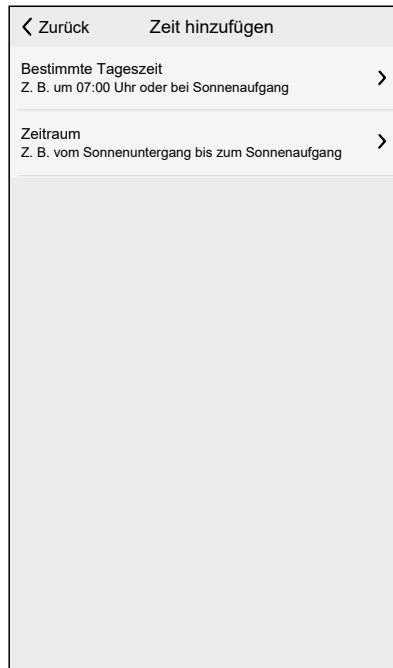 Zurück Zeit hinzufügen
Bestimmte Tageszeit
Z. B. um 07:00 Uhr oder bei Sonnenaufgang
Zeitraum
Z. B. vom Sonnenuntergang bis zum Sonnenaufgang